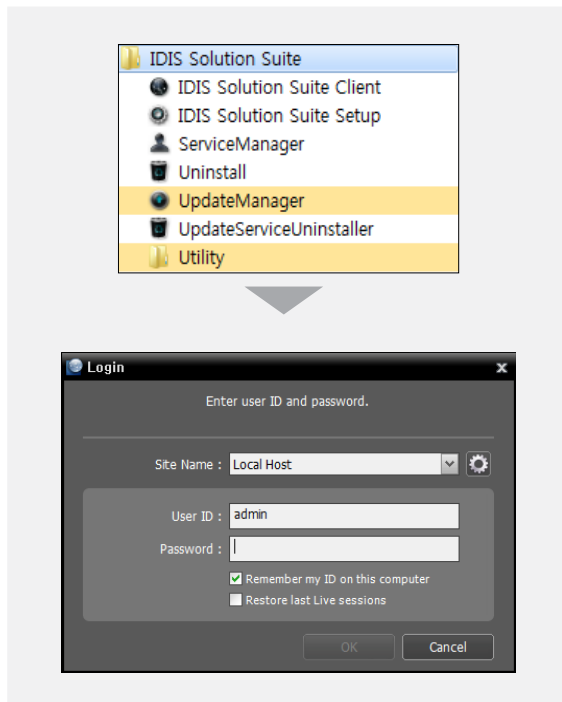 IDIS Solution Suite
IDIS Solution Suite Client
IDIS Solution Suite Setup
ServiceManager
Uninstall
UpdateManager
UpdateServiceUninstaller
Utility
Login x
Enter user ID and password.
Site Name : Local Host
User ID : admin
Password :
Remember my ID on this computer
Restore last Live sessions
OK Cancel